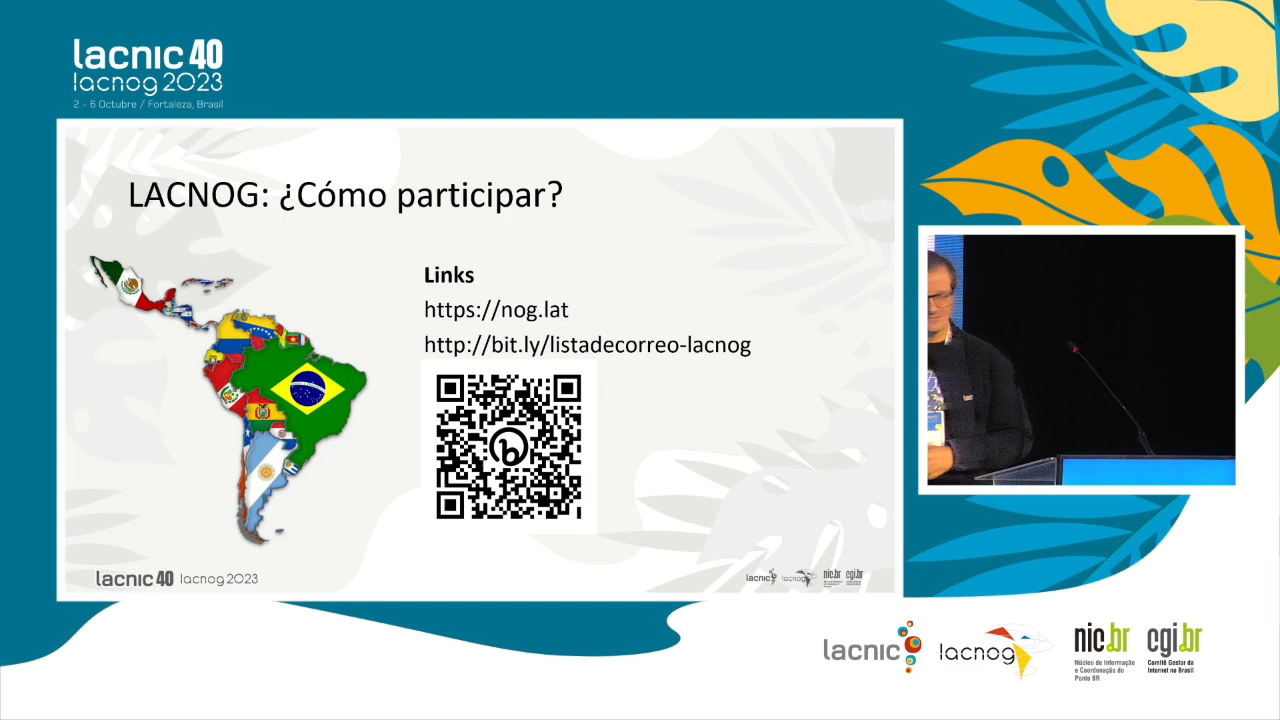 lacnic 40
lacnog 2023
2 - 6 Octubre / Fortaleza, Brasil
LACNOG: ¿Cómo participar?
Links
https://nog.lat
http://bit.ly/listadecorreo-lacnog
lacnic 40 lacnog 2023
lacnic lacnog nic.br cgi.br
lacnic lacnog nic.br cgi.br
Núcleo de Informação
e Coordenação do
Ponto BR
Comitê Gestor da
Internet no Brasil